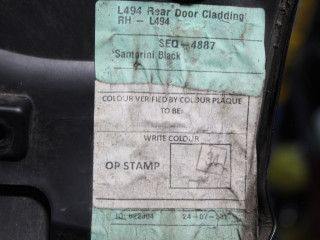 L494 Rear Door Cladding
RH - L494
SEQ-4887
Santorini Black
COLOUR VERIFIED BY COLOUR PLAQUE
TO BE:
WRITE COLOUR
OP STAMP